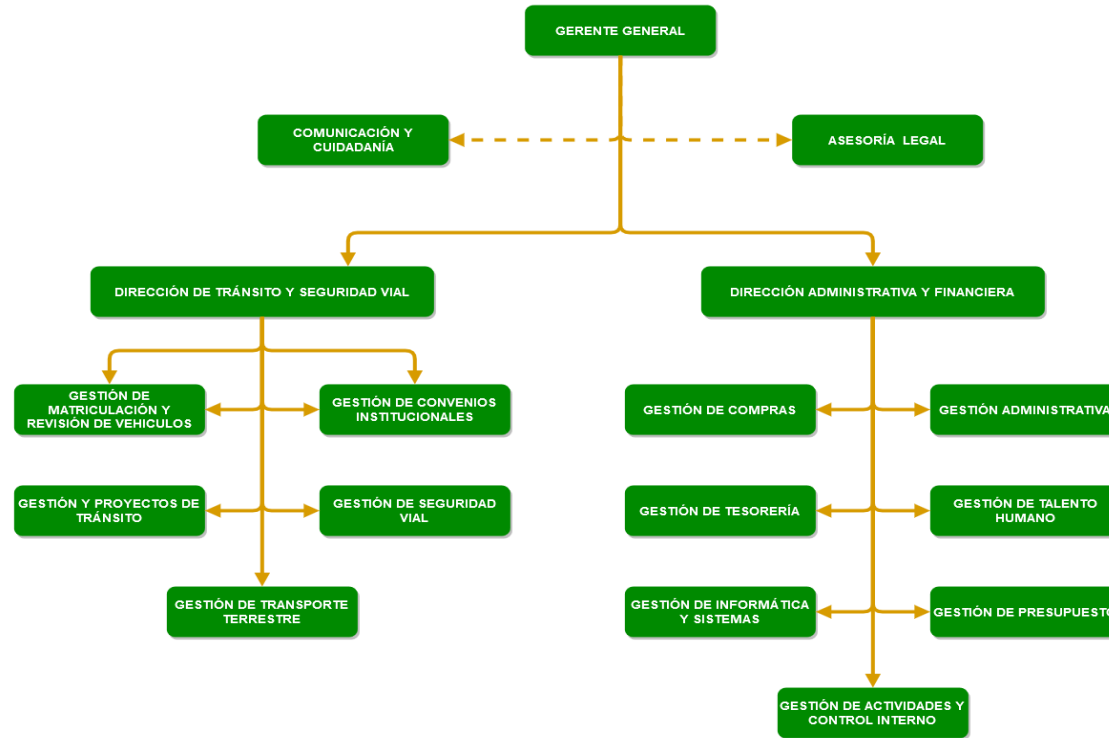 GERENTE GENERAL
COMUNICACIÓN Y
CUIDADANÍA
ASESORÍA LEGAL
DIRECCIÓN DE TRÁNSITO Y SEGURIDAD VIAL
DIRECCIÓN ADMINISTRATIVA Y FINANCIERA
GESTIÓN DE
MATRICULACIÓN Y
REVISIÓN DE VEHICULOS
GESTIÓN DE CONVENIOS
INSTITUCIONALES
GESTIÓN DE COMPRAS
GESTIÓN ADMINISTRATIVA
GESTIÓN Y PROYECTOS DE
TRÁNSITO
GESTIÓN DE SEGURIDAD
VIAL
GESTIÓN DE TESORERÍA
GESTIÓN DE TALENTO
HUMANO
GESTIÓN DE TRANSPORTE
TERRESTRE
GESTIÓN DE INFORMÁTICA
Y SISTEMAS
GESTIÓN DE PRESUPUESTO
GESTIÓN DE ACTIVIDADES Y
CONTROL INTERNO